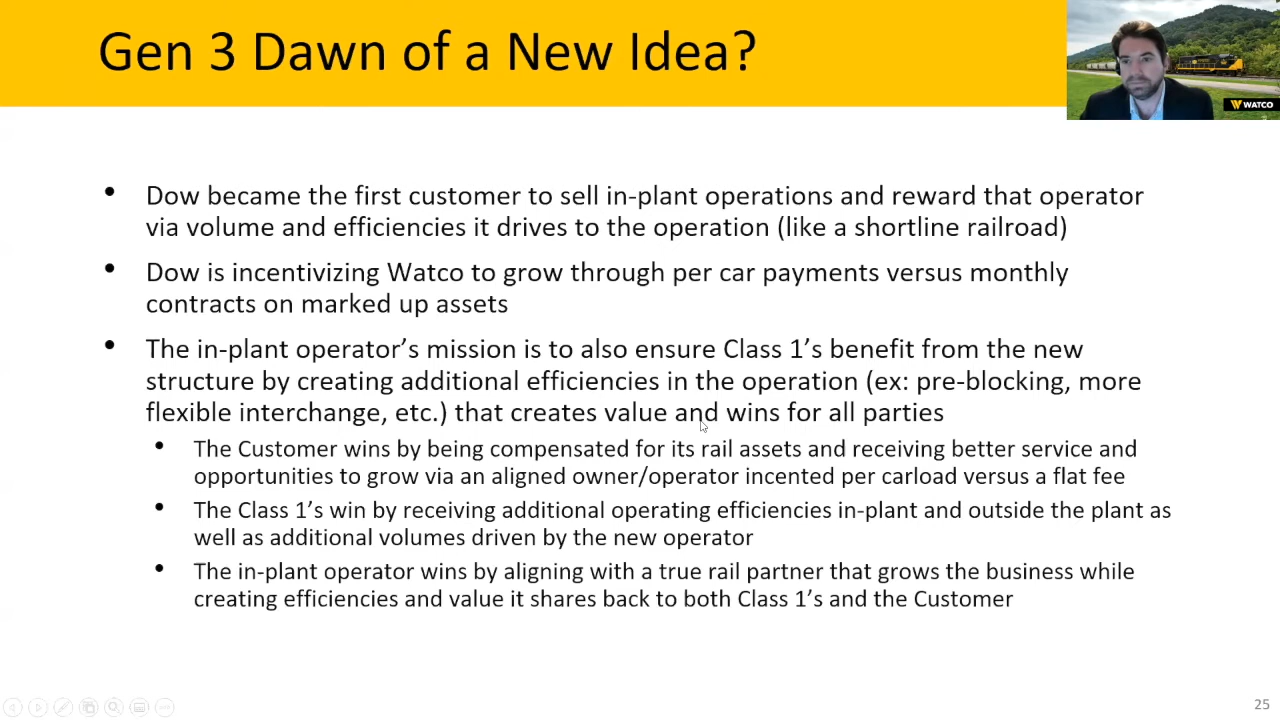 Gen 3 Dawn of a New Idea?
WATCO
• Dow became the first customer to sell in-plant operations and reward that operator
via volume and efficiencies it drives to the operation (like a shortline railroad)
• Dow is incentivizing Watco to grow through per car payments versus monthly
contracts on marked up assets
• The in-plant operator’s mission is to also ensure Class 1’s benefit from the new
structure by creating additional efficiencies in the operation (ex: pre-blocking, more
flexible interchange, etc.) that creates value and wins for all parties
• The Customer wins by being compensated for its rail assets and receiving better service and
opportunities to grow via an aligned owner/operator incented per carload versus a flat fee
• The Class 1’s win by receiving additional operating efficiencies in-plant and outside the plant as
well as additional volumes driven by the new operator
• The in-plant operator wins by aligning with a true rail partner that grows the business while
creating efficiencies and value it shares back to both Class 1’s and the Customer
25